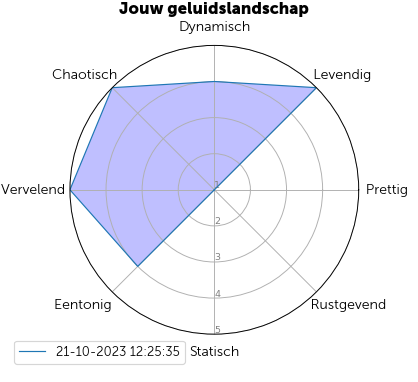 Jouw geluidslandschap
Dynamisch
Chaotisch
Levendig
Vervelend
1
Prettig
2
3
Eentonig
4
Rustgevend
5
21-10-2023 12:25:35
Statisch